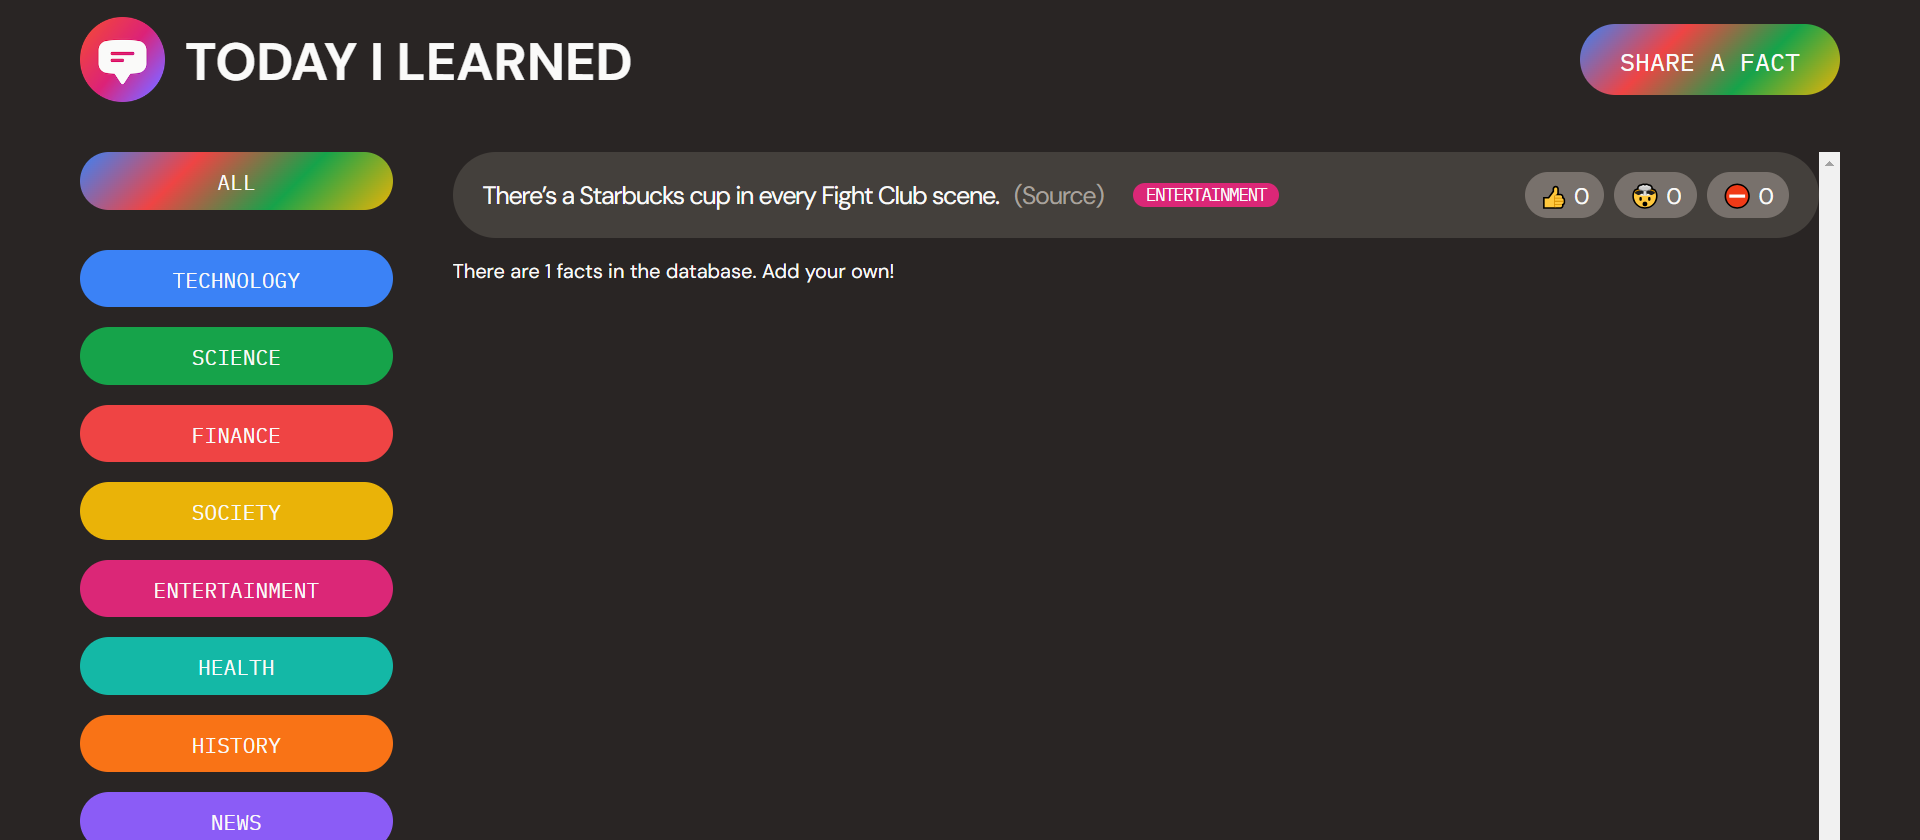 TODAY I LEARNED
SHARE A FACT
ALL
TECHNOLOGY
SCIENCE
FINANCE
SOCIETY
ENTERTAINMENT
HEALTH
HISTORY
NEWS
There’s a Starbucks cup in every Fight Club scene. (Source) ENTERTAINMENT 👍 0 🤯 0 ⛔ 0
There are 1 facts in the database. Add your own!